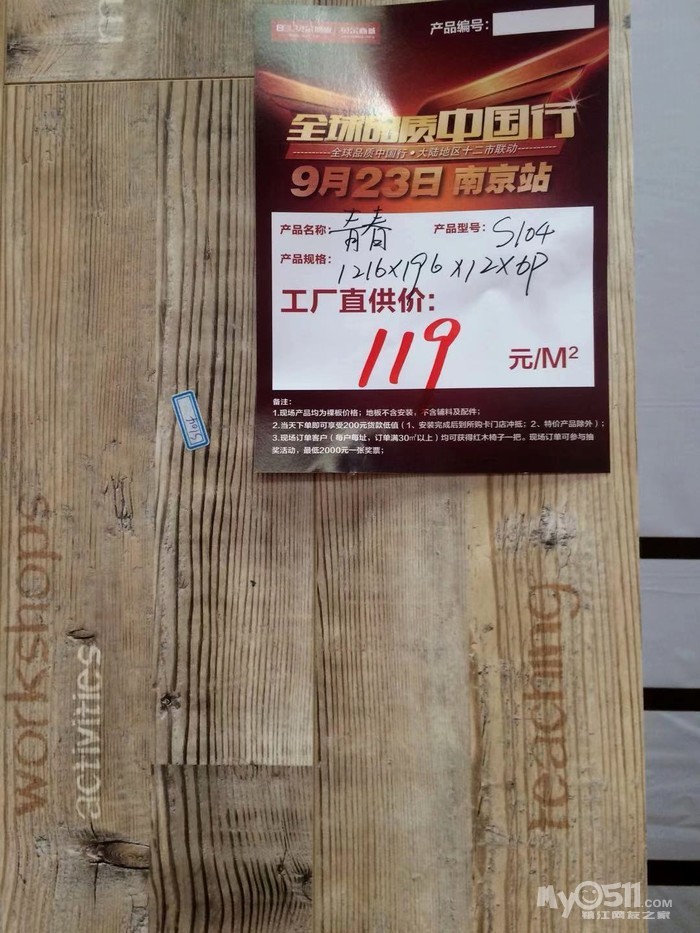 产品编号:
全球品质中国行
全球品质中国行·大陆地区十二市联动
9月23日 南京站
产品名称: 青春 产品型号: S104
产品规格: 1216×196×12×6P
工厂直供价:
119 元/M²
备注:
1.现场产品均为裸板价格;地板不含安装,不含辅料及配件;
2.当天下单即可享受200元货款低值(1、安装完成后到所购卡门店冲抵;2、特价产品除外);
3.现场订单客户(每户每址,订单满30㎡以上)均可获得红木椅子一把,现场订单可参与抽
奖活动,最低2000元一张奖票;
S104
workshops
activities
teaching
My0511.COM
镇江网友之家